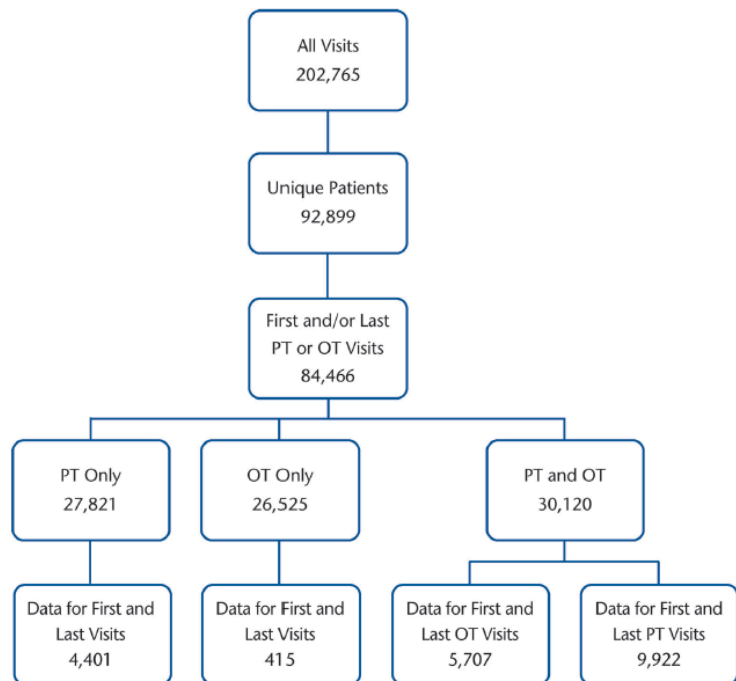 All Visits
202,765
Unique Patients
92,899
First and/or Last
PT or OT Visits
84,466
PT Only
27,821
OT Only
26,525
PT and OT
30,120
Data for First and
Last Visits
4,401
Data for First and
Last Visits
415
Data for First and
Last OT Visits
5,707
Data for First and
Last PT Visits
9,922